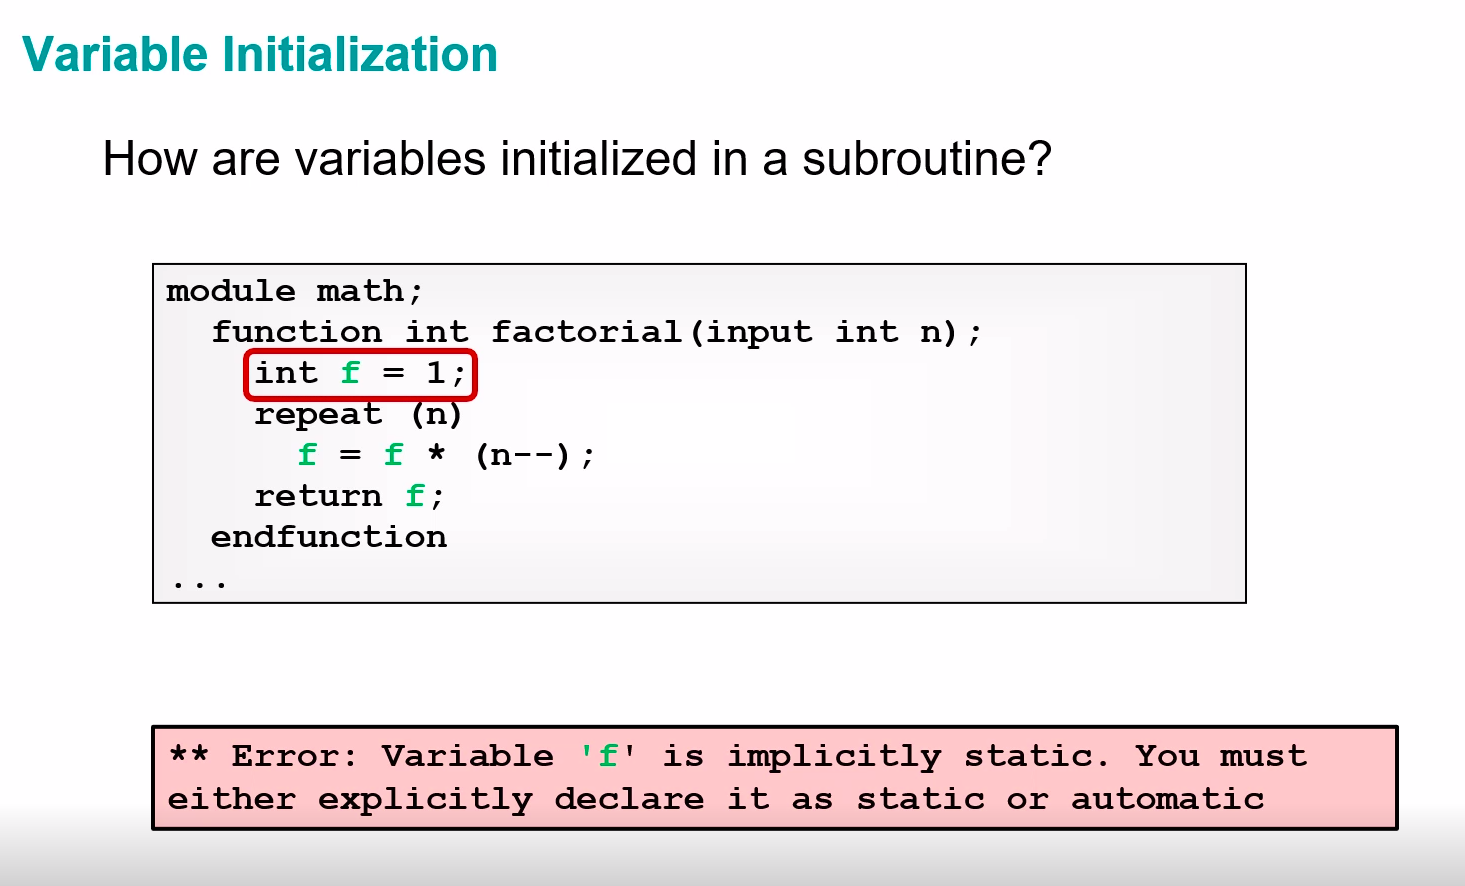 Variable Initialization
How are variables initialized in a subroutine?
module math;
function int factorial(input int n);
int f = 1;
repeat (n)
f = f * (n--);
return f;
endfunction
...
** Error: Variable 'f' is implicitly static. You must
either explicitly declare it as static or automatic